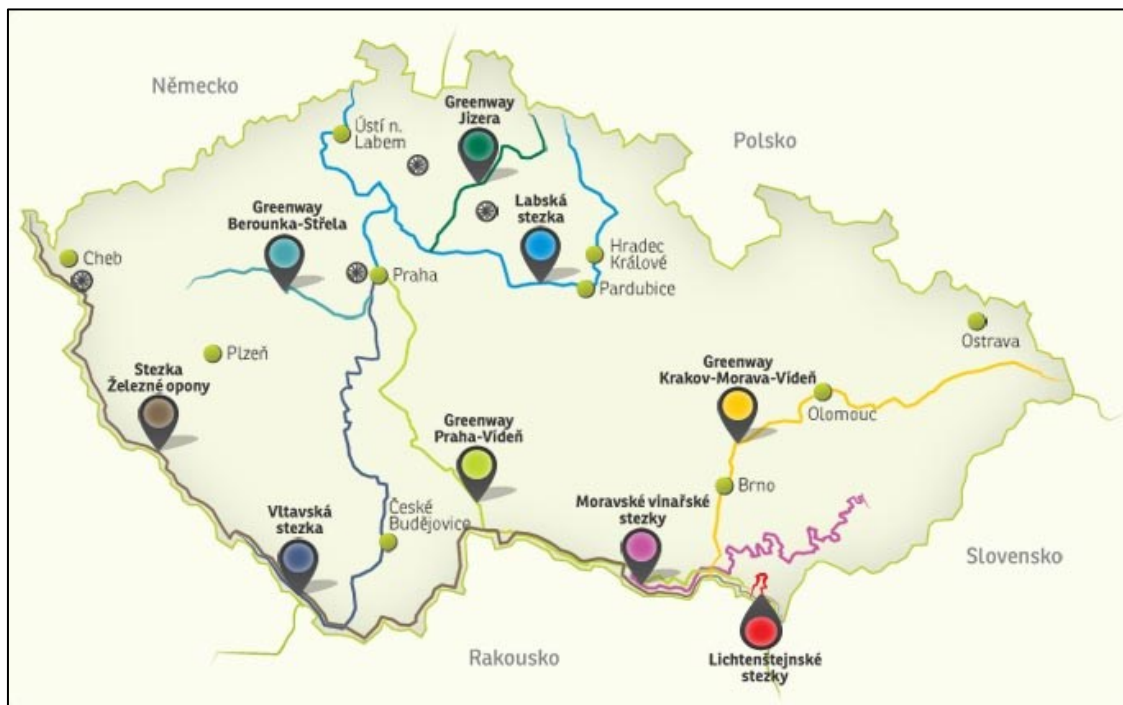 Německo
Greenway
Jizera
Ústí n.
Labem
Polsko
Greenway
Berounka-Střela
Labská
stezka
Cheb
Praha
Hradec
Králové
Pardubice
Ostrava
Plzeň
Stezka
Železné opony
Greenway
Krakov-Morava-Vídeň
Olomouc
Greenway
Praha-Vídeň
Brno
Vltavská
stezka
České
Budějovice
Moravské vinařské
stezky
Slovensko
Rakousko
Lichtenštejnské
stezky